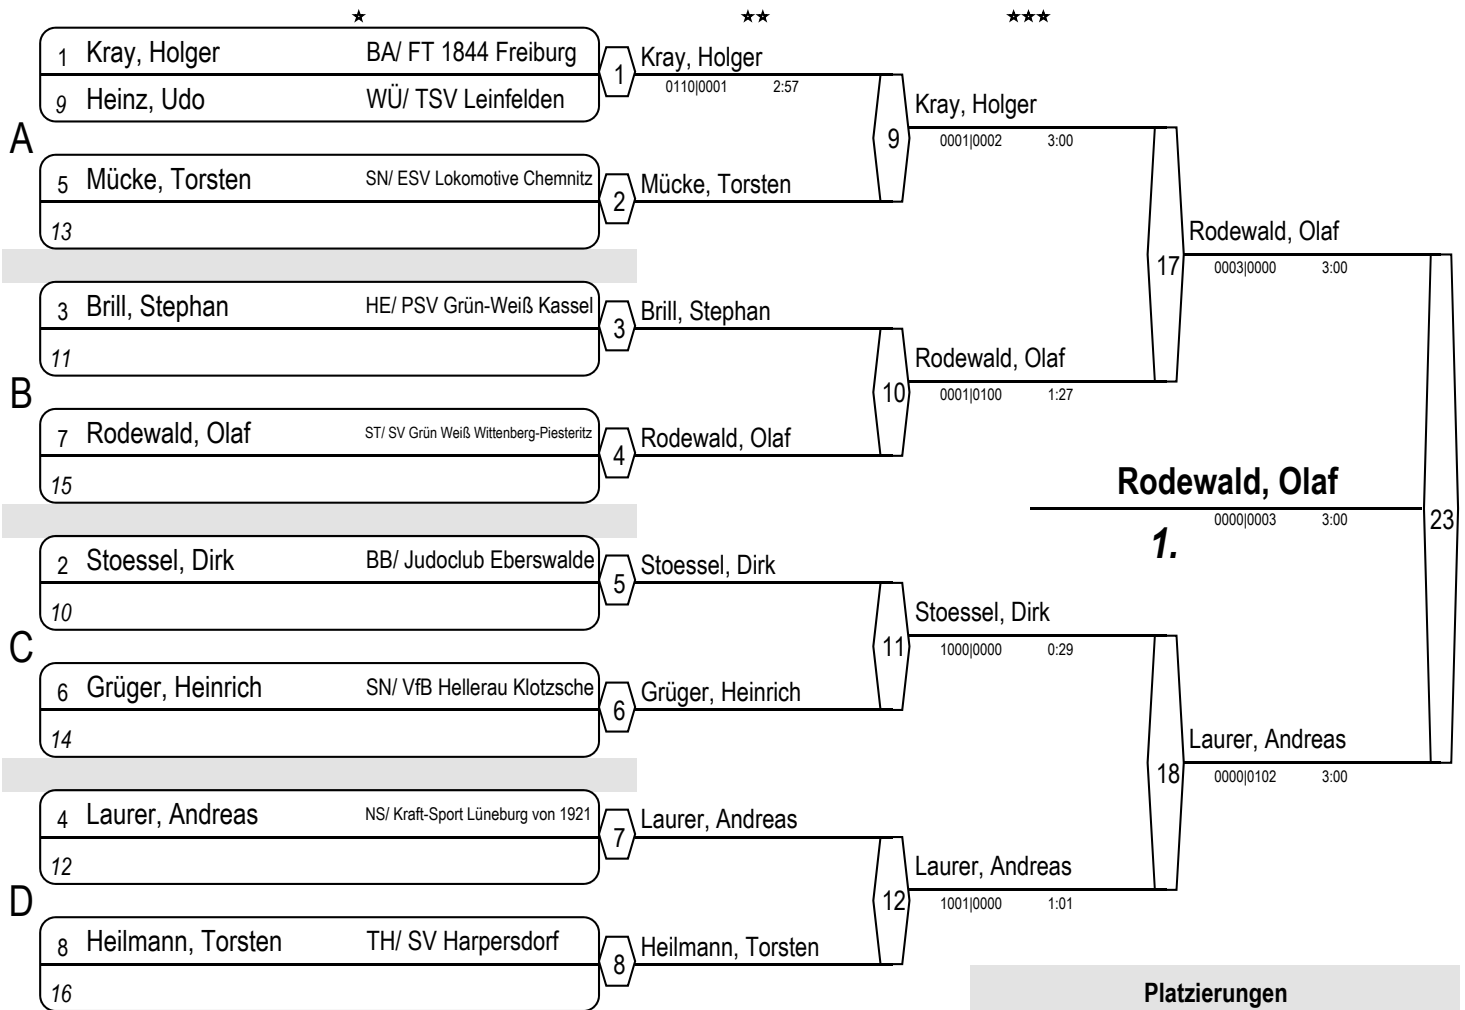 ★ ★★ ★★★
1 Kray, Holger BA/ FT 1844 Freiburg
9 Heinz, Udo WÜ/ TSV Leinfelden
A
5 Mücke, Torsten SN/ ESV Lokomotive Chemnitz
13
3 Brill, Stephan HE/ PSV Grün-Weiß Kassel
11
B
7 Rodewald, Olaf ST/ SV Grün Weiß Wittenberg-Piesteritz
15
2 Stoessel, Dirk BB/ Judoclub Eberswalde
10
C
6 Grüger, Heinrich SN/ VfB Hellerau Klotzsche
14
4 Laurer, Andreas NS/ Kraft-Sport Lüneburg von 1921
12
D
8 Heilmann, Torsten TH/ SV Harpersdorf
16
1 Kray, Holger
0110|0001 2:57
2 Mücke, Torsten
3 Brill, Stephan
4 Rodewald, Olaf
5 Stoessel, Dirk
6 Grüger, Heinrich
7 Laurer, Andreas
8 Heilmann, Torsten
9 Kray, Holger
0001|0002 3:00
10 Rodewald, Olaf
0001|0100 1:27
11 Stoessel, Dirk
1000|0000 0:29
12 Laurer, Andreas
1001|0000 1:01
17 Rodewald, Olaf
0003|0000 3:00
18 Laurer, Andreas
0000|0102 3:00
Rodewald, Olaf
0000|0003 3:00
23
1.
Platzierungen